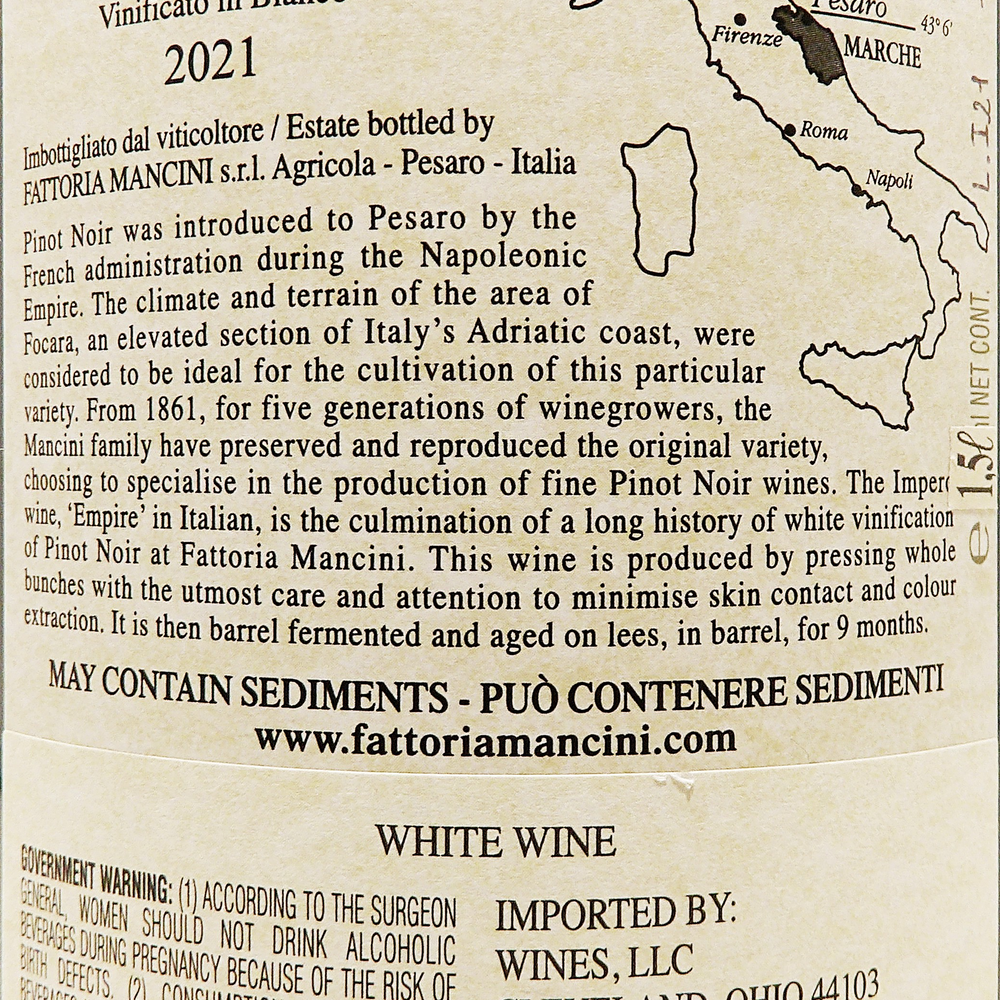 Vinificato in Bianco
2021
Imbottigliato dal viticoltore / Estate bottled by
FATTORIA MANCINI s.r.l. Agricola - Pesaro - Italia
Pinot Noir was introduced to Pesaro by the
French administration during the Napoleonic
Empire. The climate and terrain of the area of
Focara, an elevated section of Italy's Adriatic coast, were
considered to be ideal for the cultivation of this particular
variety. From 1861, for five generations of winegrowers, the
Mancini family have preserved and reproduced the original variety,
choosing to specialise in the production of fine Pinot Noir wines. The Impero
wine, 'Empire' in Italian, is the culmination of a long history of white vinification
of Pinot Noir at Fattoria Mancini. This wine is produced by pressing whole
bunches with the utmost care and attention to minimise skin contact and colour
extraction. It is then barrel fermented and aged on lees, in barrel, for 9 months.
MAY CONTAIN SEDIMENTS - PUÒ CONTENERE SEDIMENTI
www.fattoriamancini.com
Pesaro
43°6'
Firenze
MARCHE
Roma
Napoli
L.I21
e 1,5ℓ NET CONT.
WHITE WINE
GOVERNMENT WARNING: (1) ACCORDING TO THE SURGEON
GENERAL, WOMEN SHOULD NOT DRINK ALCOHOLIC
BEVERAGES DURING PREGNANCY BECAUSE OF THE RISK OF
BIRTH DEFECTS. (2)
IMPORTED BY:
WINES, LLC
CLEVELAND, OHIO 44103